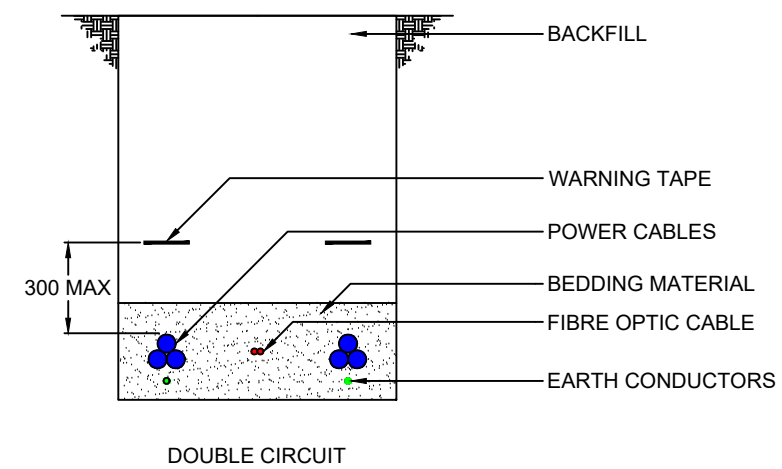 BACKFILL
WARNING TAPE
POWER CABLES
300 MAX
BEDDING MATERIAL
FIBRE OPTIC CABLE
EARTH CONDUCTORS
DOUBLE CIRCUIT